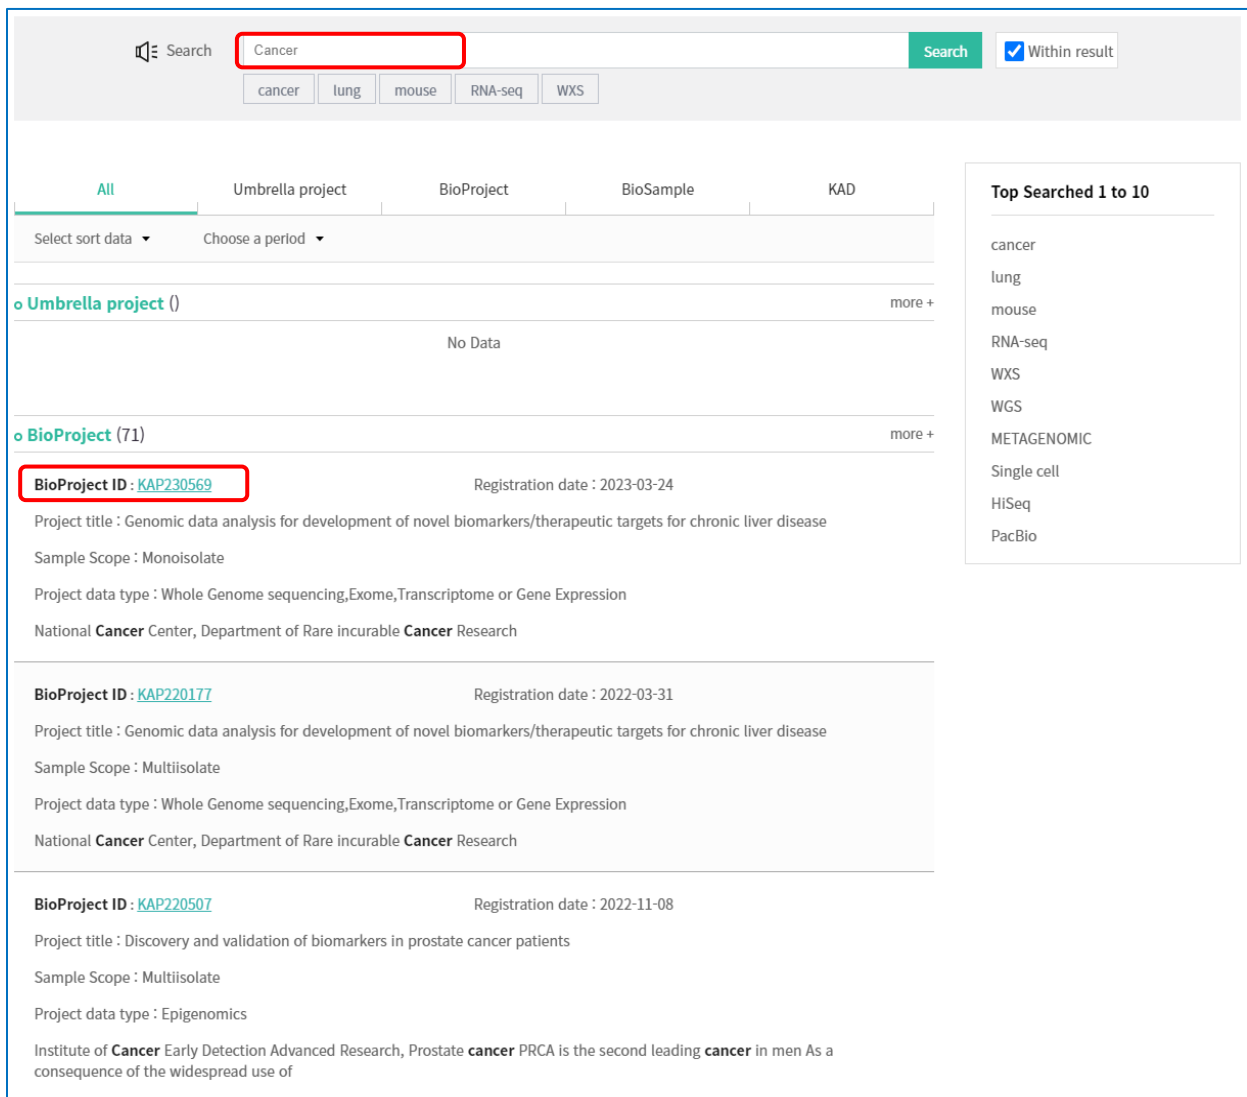 Search
Cancer
Search
Within result
cancer
lung
mouse
RNA-seq
WXS
All
Umbrella project
BioProject
BioSample
KAD
Select sort data
Choose a period
Umbrella project ()
more +
No Data
BioProject (71)
more +
BioProject ID : KAP230569
Registration date : 2023-03-24
Project title : Genomic data analysis for development of novel biomarkers/therapeutic targets for chronic liver disease
Sample Scope : Monoisolate
Project data type : Whole Genome sequencing,Exome,Transcriptome or Gene Expression
National Cancer Center, Department of Rare incurable Cancer Research
BioProject ID : KAP220177
Registration date : 2022-03-31
Project title : Genomic data analysis for development of novel biomarkers/therapeutic targets for chronic liver disease
Sample Scope : Multiisolate
Project data type : Whole Genome sequencing,Exome,Transcriptome or Gene Expression
National Cancer Center, Department of Rare incurable Cancer Research
BioProject ID : KAP220507
Registration date : 2022-11-08
Project title : Discovery and validation of biomarkers in prostate cancer patients
Sample Scope : Multiisolate
Project data type : Epigenomics
Institute of Cancer Early Detection Advanced Research, Prostate cancer PRCA is the second leading cancer in men As a
consequence of the widespread use of
Top Searched 1 to 10
cancer
lung
mouse
RNA-seq
WXS
WGS
METAGENOMIC
Single cell
HiSeq
PacBio